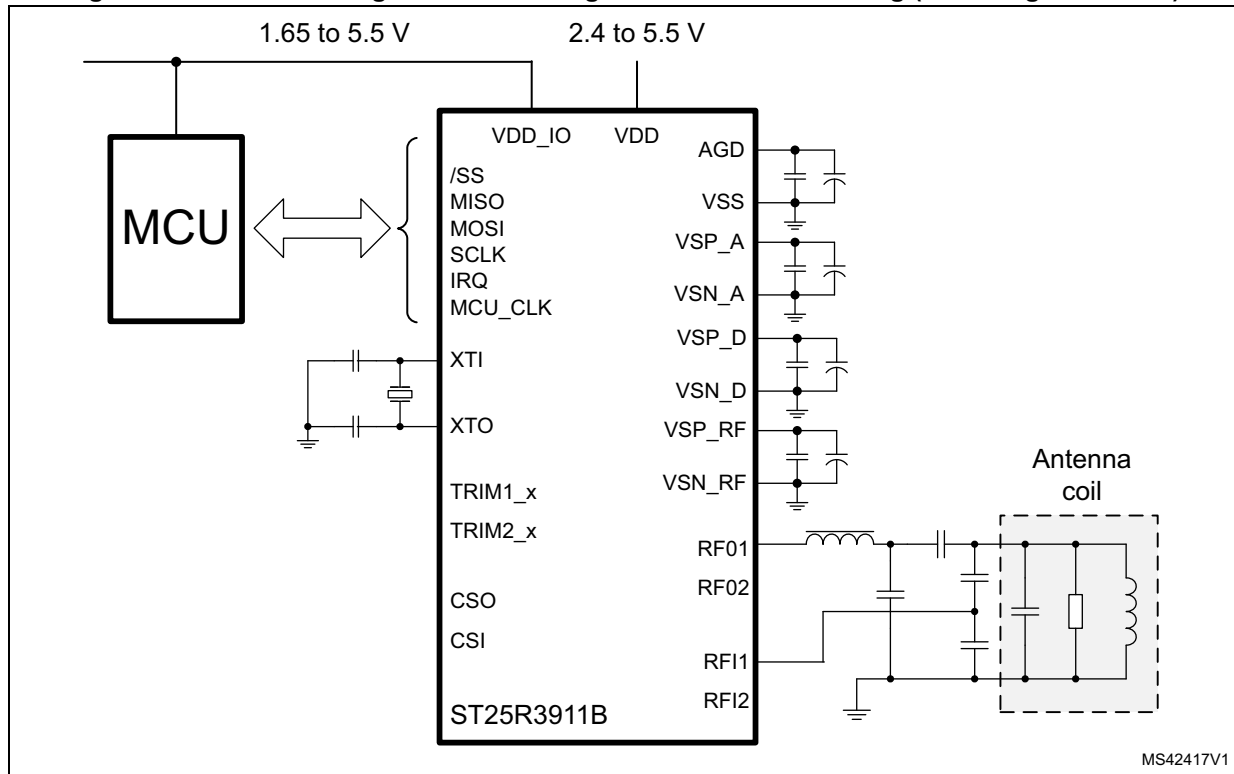 1.65 to 5.5 V
2.4 to 5.5 V
MCU
VDD_IO
VDD
/SS
MISO
MOSI
SCLK
IRQ
MCU_CLK
XTI
XTO
TRIM1_x
TRIM2_x
CSO
CSI
ST25R3911B
AGD
VSS
VSP_A
VSN_A
VSP_D
VSN_D
VSP_RF
VSN_RF
RF01
RF02
RFI1
RFI2
Antenna
coil
MS42417V1